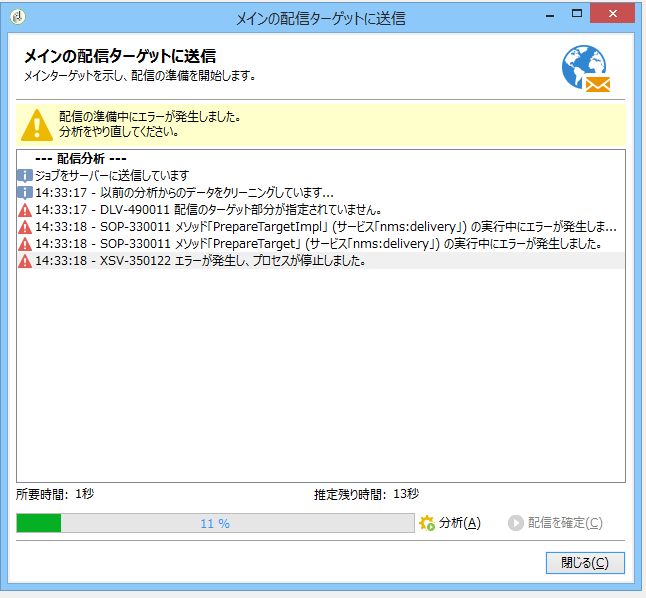 メインの配信ターゲットに送信
メインの配信ターゲットに送信
メインターゲットを示し、配信の準備を開始します。
配信の準備中にエラーが発生しました。
分析をやり直してください。
--- 配信分析 ---
ジョブをサーバーに送信しています
14:33:17 - 以前の分析からのデータをクリーニングしています...
14:33:17 - DLV-490011 配信のターゲット部分が指定されていません。
14:33:18 - SOP-330011 メソッド「PrepareTargetImpl」 (サービス「nms:delivery」) の実行中にエラーが発生しま...
14:33:18 - SOP-330011 メソッド「PrepareTarget」 (サービス「nms:delivery」) の実行中にエラーが発生しました。
14:33:18 - XSV-350122 エラーが発生し、プロセスが停止しました。
所要時間: 1秒 推定残り時間: 13秒
11 % 分析(A) 配信を確定(C)
閉じる(C)